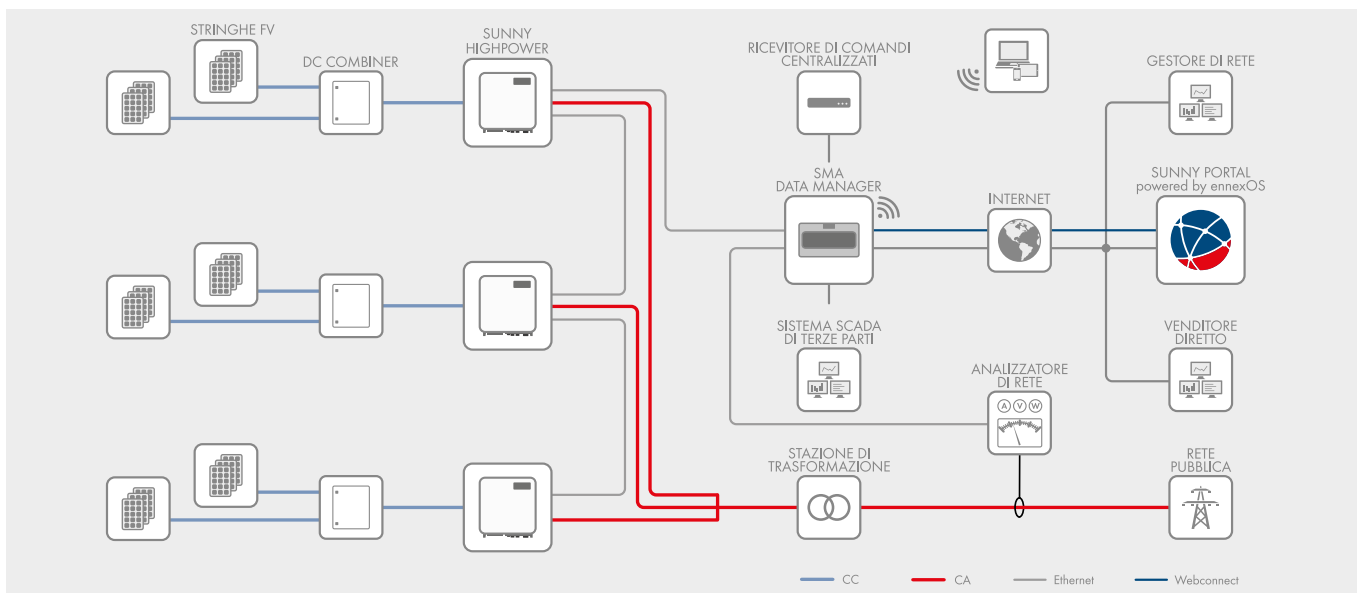 STRINGHE FV
DC COMBINER
SUNNY
HIGHPOWER
RICEVITORE DI COMANDI
CENTRALIZZATI
GESTORE DI RETE
SMA
DATA MANAGER
INTERNET
SUNNY PORTAL
powered by ennexOS
SISTEMA SCADA
DI TERZE PARTI
VENDITORE
DIRETTO
ANALIZZATORE
DI RETE
A V W
STAZIONE DI
TRASFORMAZIONE
RETE
PUBBLICA
CC
CA
Ethernet
Webconnect